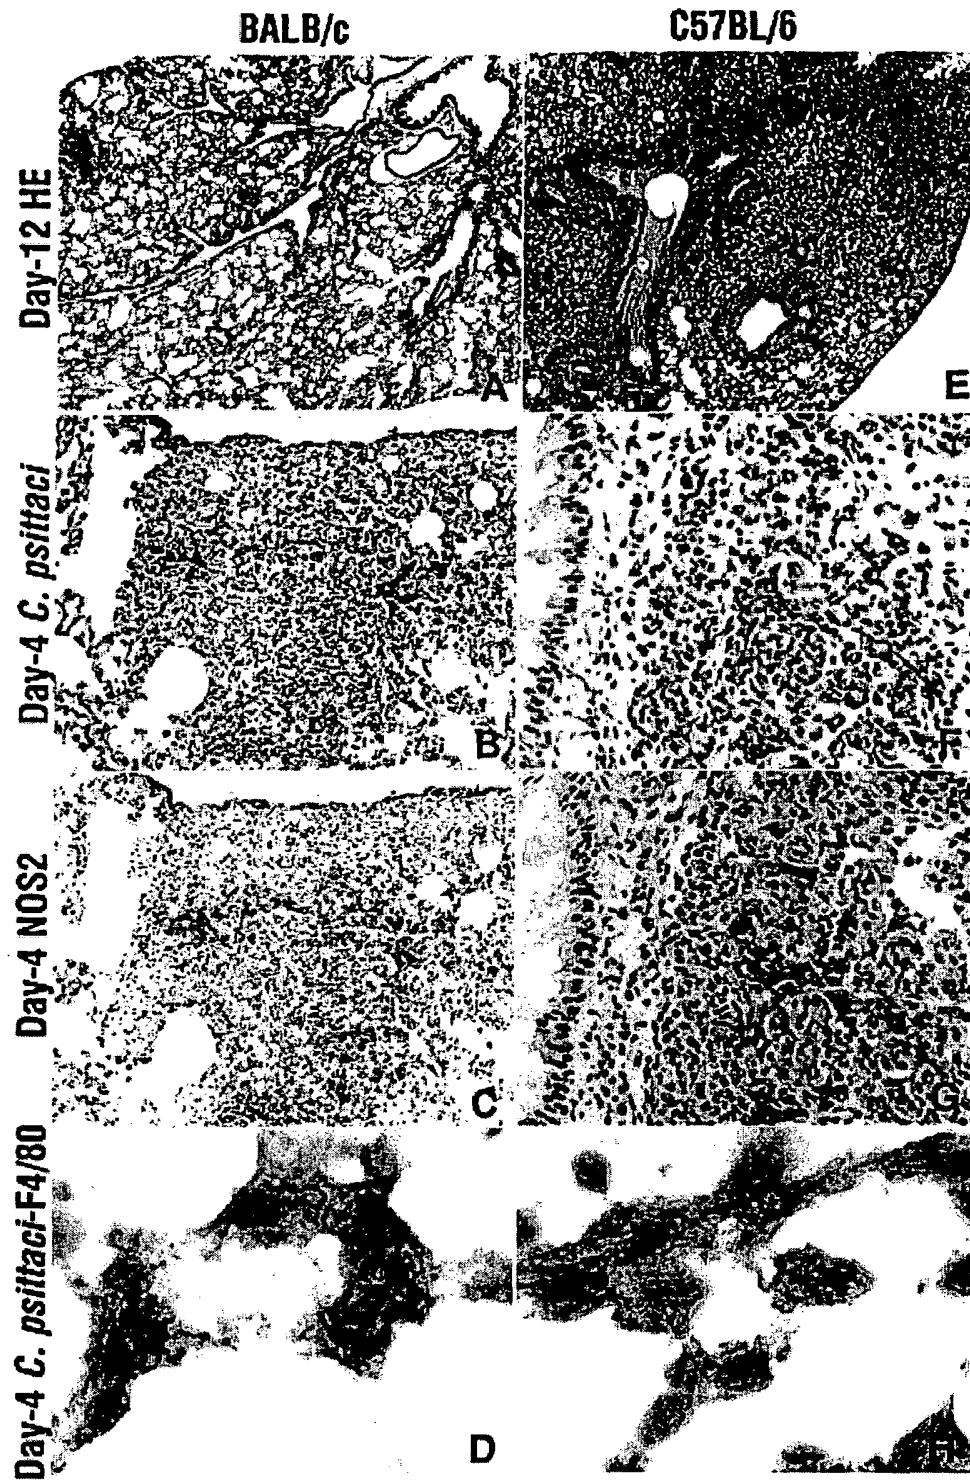 BALB/c
C57BL/6
Day-12 HE
A
E
Day-4 C. psittaci
B
F
Day-4 NOS2
C
G
Day-4 C. psittaci-F4/80
D
H